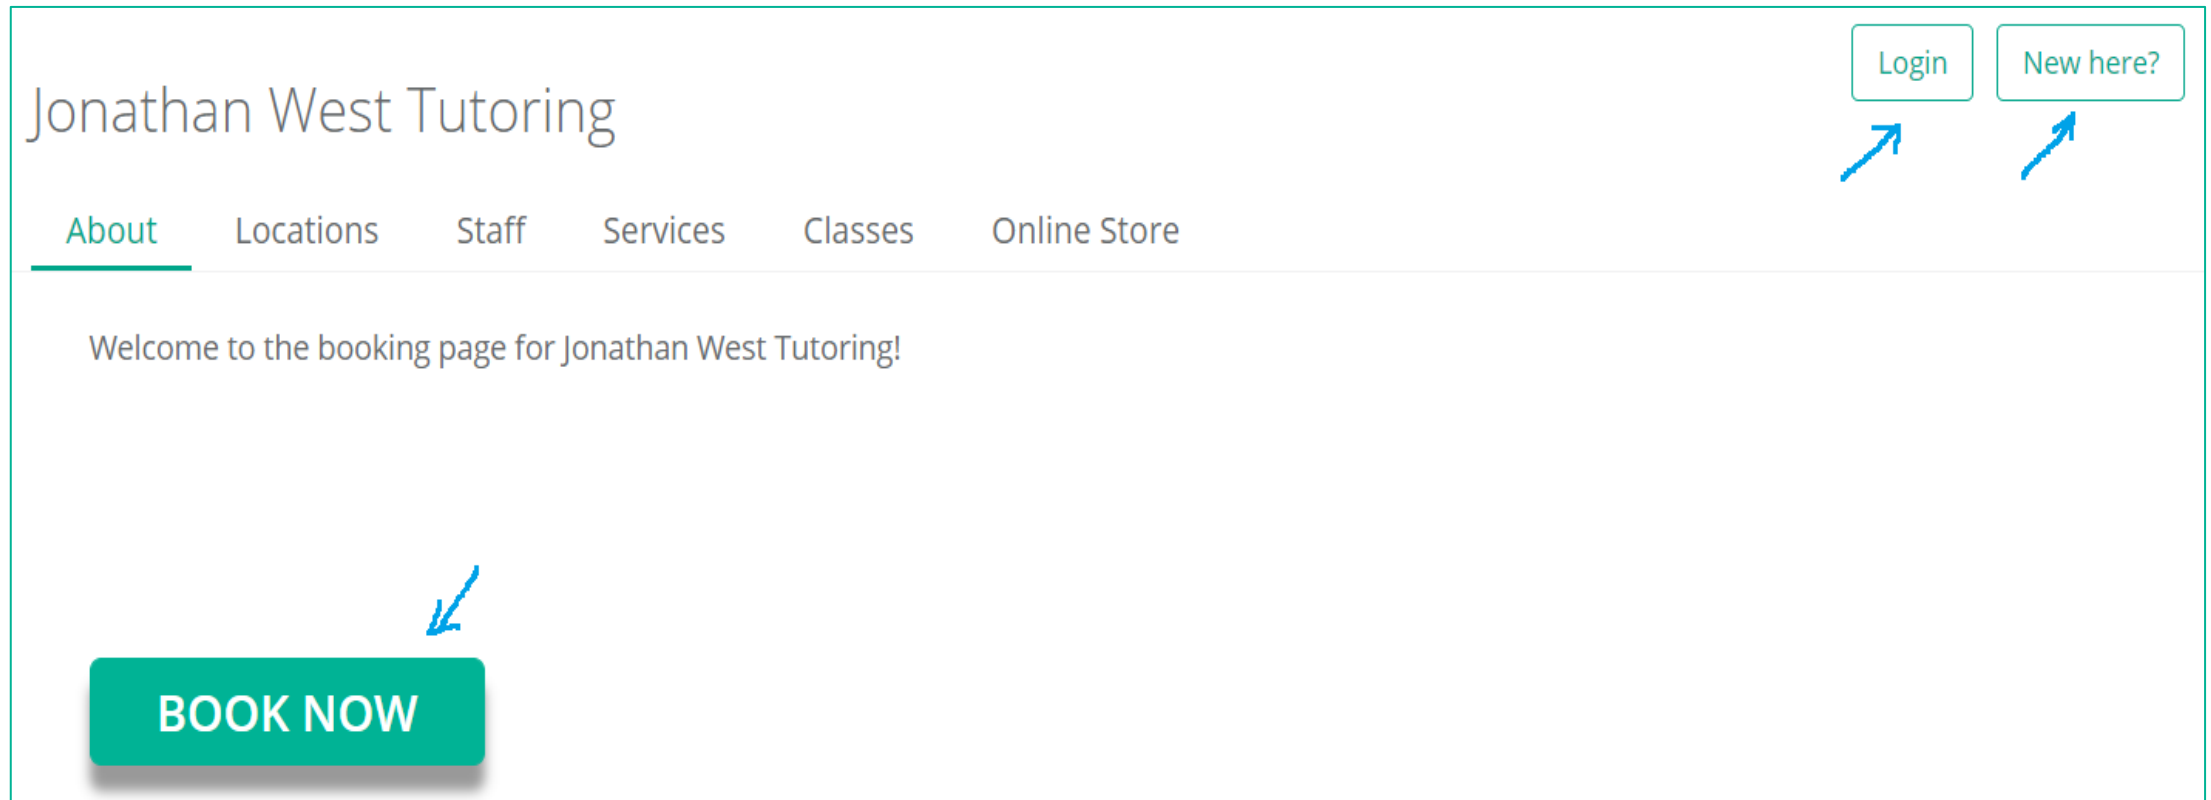 Login New here?
Jonathan West Tutoring
About Locations Staff Services Classes Online Store
Welcome to the booking page for Jonathan West Tutoring!
BOOK NOW